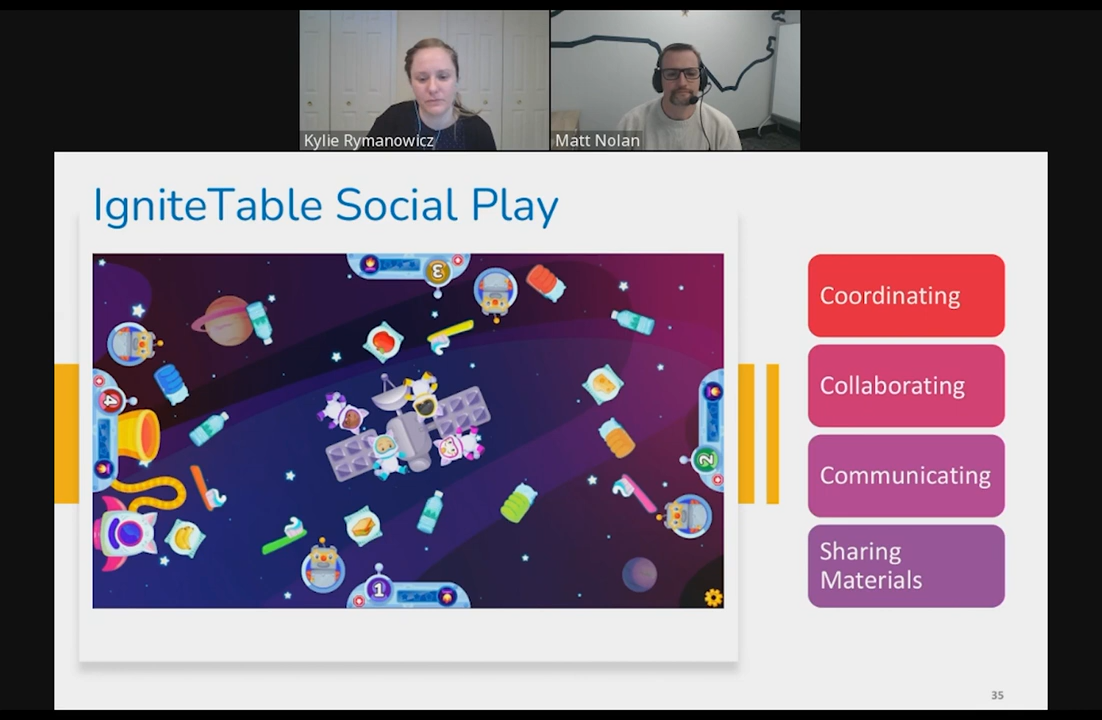 Kylie Rymanowicz
Matt Nolan
IgniteTable Social Play
3
4
2
1
Coordinating
Collaborating
Communicating
Sharing
Materials
35